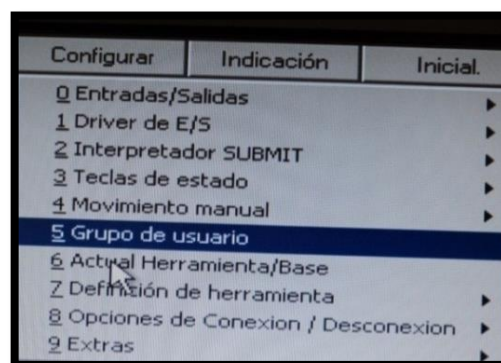 Configurar Indicación Inicial.
0 Entradas/Salidas
1 Driver de E/S
2 Interpretador SUBMIT
3 Teclas de estado
4 Movimiento manual
5 Grupo de usuario
6 Actual Herramienta/Base
7 Definición de herramienta
8 Opciones de Conexion / Desconexion
9 Extras